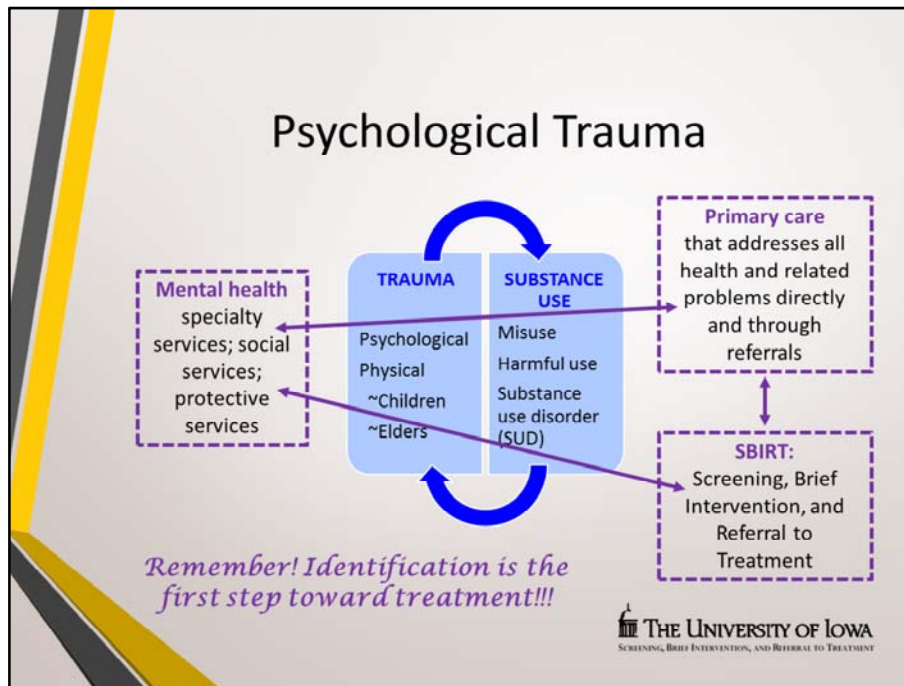 Psychological Trauma
Mental health
specialty
services; social
services;
protective
services
TRAUMA
Psychological
Physical
~Children
~Elders
SUBSTANCE
USE
Misuse
Harmful use
Substance
use disorder
(SUD)
Primary care
that addresses all
health and related
problems directly
and through
referrals
SBIRT:
Screening, Brief
Intervention, and
Referral to
Treatment
Remember! Identification is the
first step toward treatment!!!
THE UNIVERSITY OF IOWA
SCREENING, BRIEF INTERVENTION, AND REFERRAL TO TREATMENT